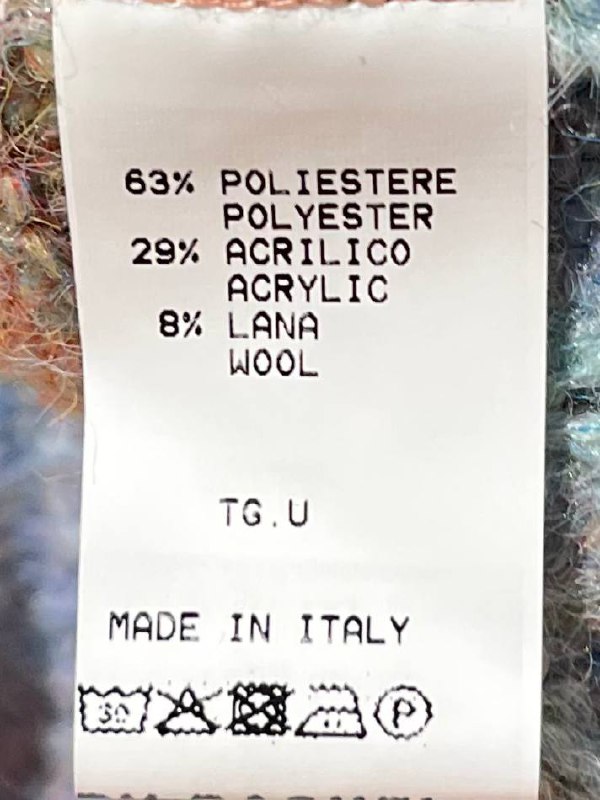 63% POLIESTERE
POLYESTER
29% ACRILICO
ACRYLIC
8% LANA
WOOL
TG.U
MADE IN ITALY
30 P